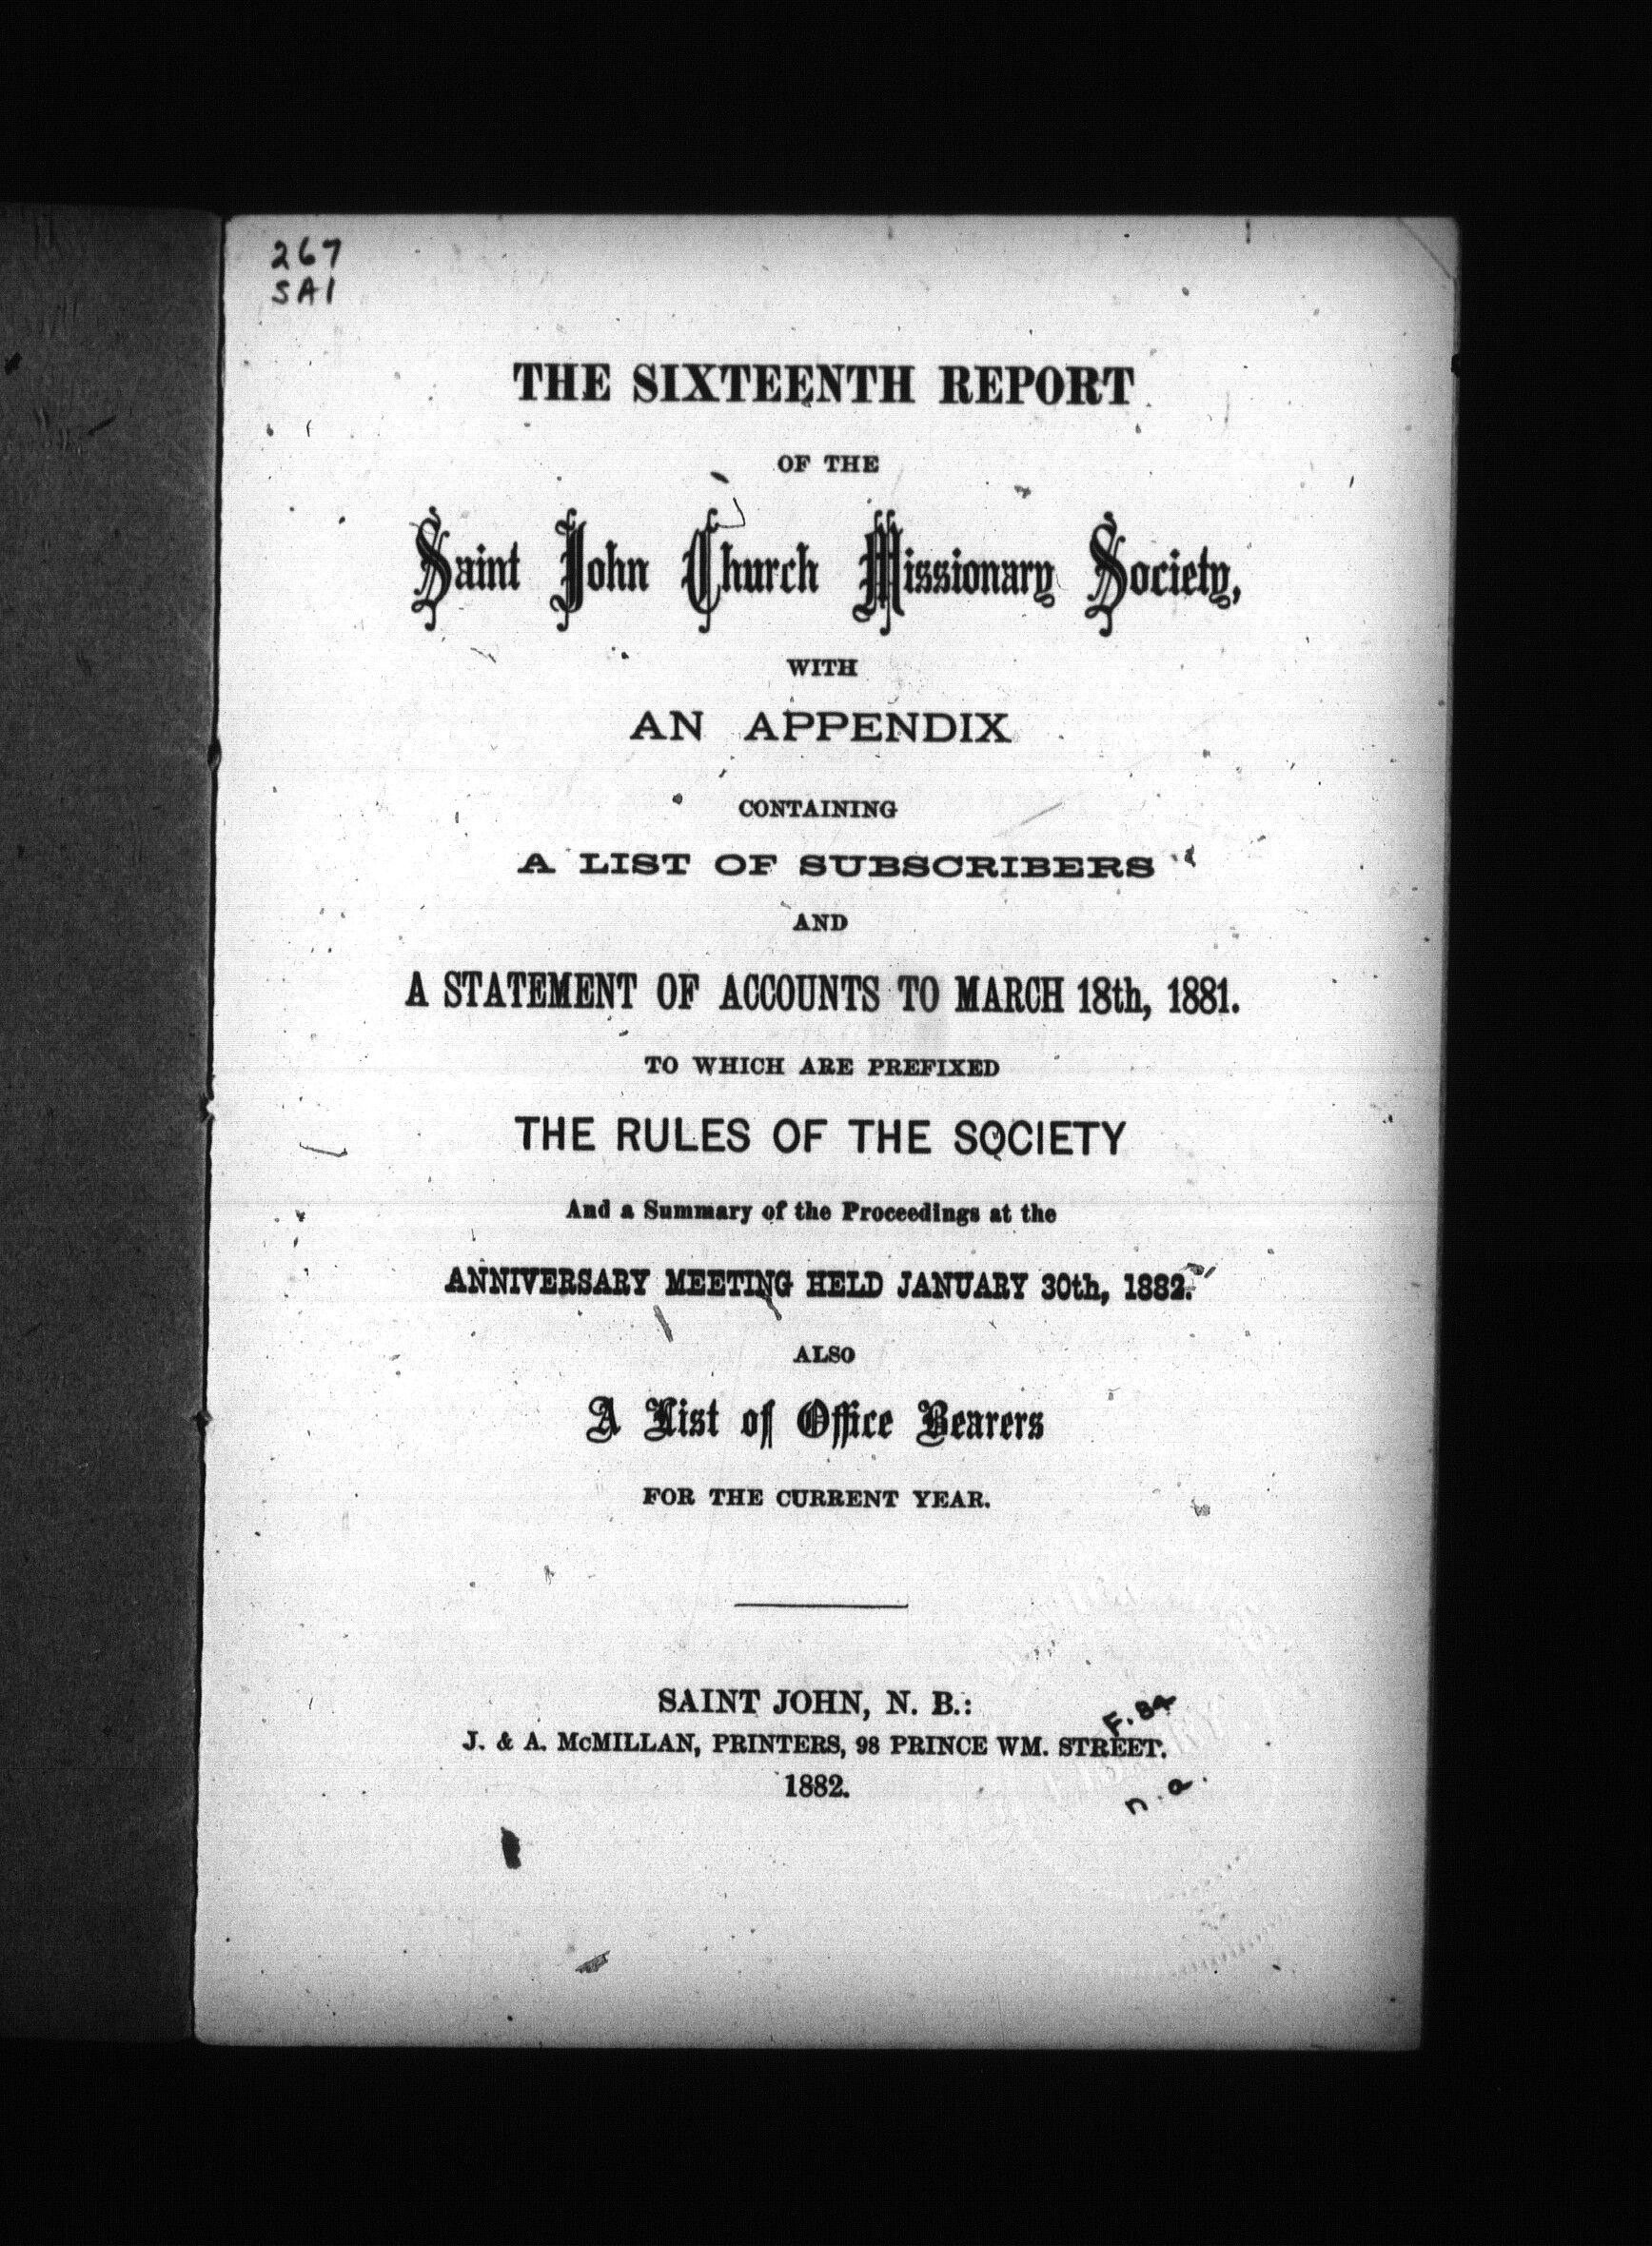 267
SAI
THE SIXTEENTH REPORT
OF THE
Saint John Church Missionary Society,
WITH
AN APPENDIX
CONTAINING
A LIST OF SUBSCRIBERS
AND
A STATEMENT OF ACCOUNTS TO MARCH 18th, 1881.
TO WHICH ARE PREFIXED
THE RULES OF THE SOCIETY
And a Summary of the Proceedings at the
ANNIVERSARY MEETING HELD JANUARY 30th, 1882.
ALSO
A List of Office Bearers
FOR THE CURRENT YEAR.
SAINT JOHN, N. B.:
F. 84
J. & A. McMILLAN, PRINTERS, 98 PRINCE WM. STREET.
1882.
n. a.